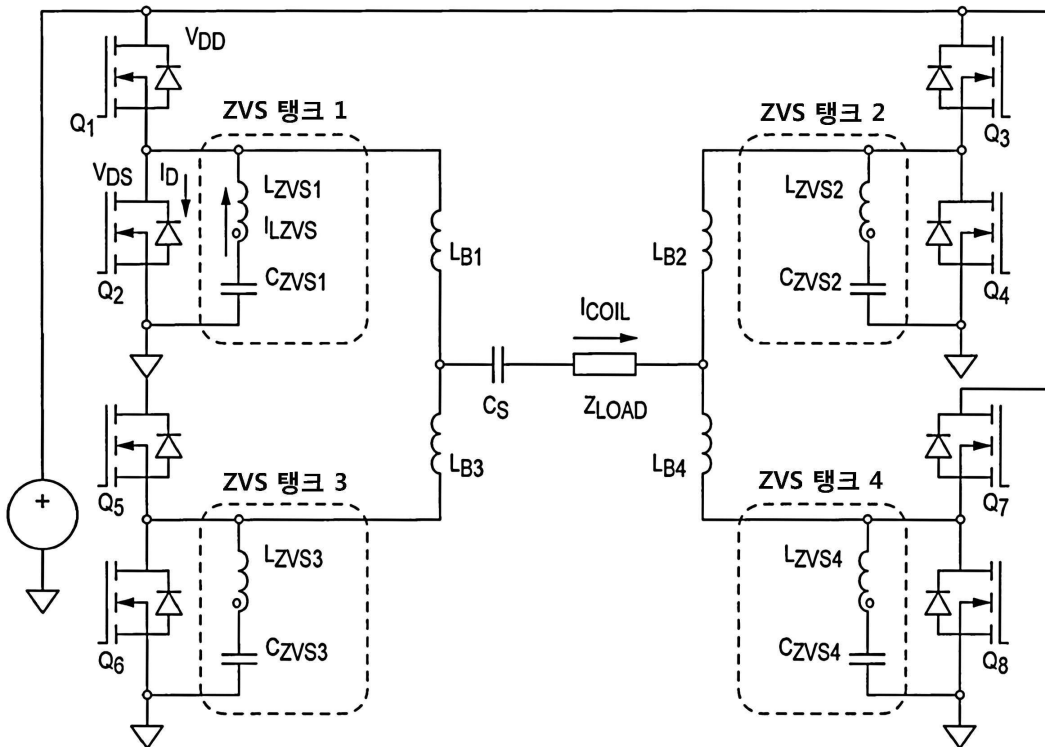 V_DD
Q_1
Q_3
ZVS 탱크 1
ZVS 탱크 2
V_DS
I_D
L_ZVS1
I_LZVS
C_ZVS1
Q_2
L_B1
L_B2
L_ZVS2
C_ZVS2
Q_4
I_COIL
C_S
Z_LOAD
Q_5
L_B3
L_B4
Q_7
ZVS 탱크 3
ZVS 탱크 4
+
L_ZVS3
C_ZVS3
Q_6
L_ZVS4
C_ZVS4
Q_8